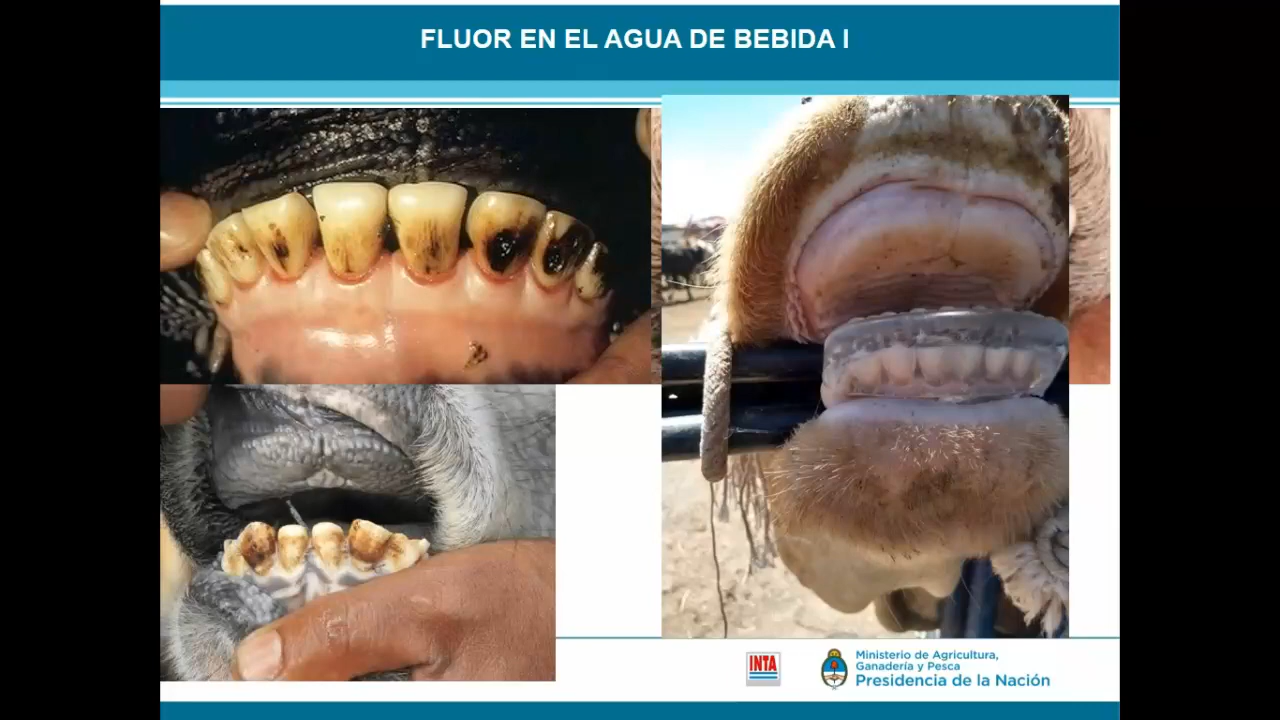 FLUOR EN EL AGUA DE BEBIDA I
INTA
Ministerio de Agricultura,
Ganadería y Pesca
Presidencia de la Nación